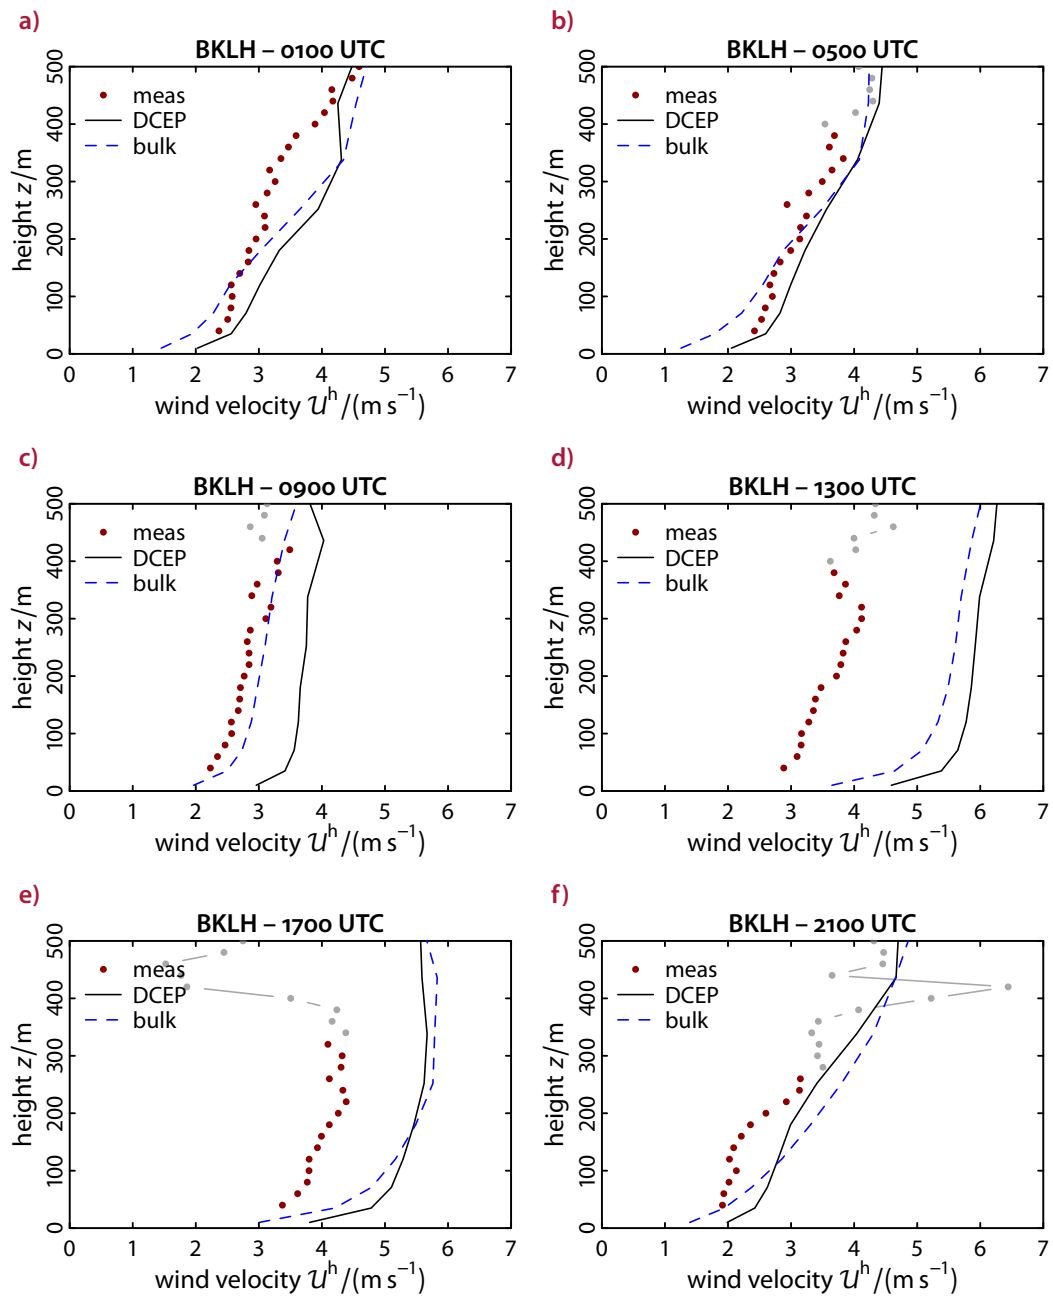 a)
BKLH – 0100 UTC
500
400
300
200
100
0
height z/m
meas
DCEP
bulk
0 1 2 3 4 5 6 7
wind velocity 𝒰ʰ/(m s⁻¹)
b)
BKLH – 0500 UTC
500
400
300
200
100
0
height z/m
meas
DCEP
bulk
0 1 2 3 4 5 6 7
wind velocity 𝒰ʰ/(m s⁻¹)
c)
BKLH – 0900 UTC
500
400
300
200
100
0
height z/m
meas
DCEP
bulk
0 1 2 3 4 5 6 7
wind velocity 𝒰ʰ/(m s⁻¹)
d)
BKLH – 1300 UTC
500
400
300
200
100
0
height z/m
meas
DCEP
bulk
0 1 2 3 4 5 6 7
wind velocity 𝒰ʰ/(m s⁻¹)
e)
BKLH – 1700 UTC
500
400
300
200
100
0
height z/m
meas
DCEP
bulk
0 1 2 3 4 5 6 7
wind velocity 𝒰ʰ/(m s⁻¹)
f)
BKLH – 2100 UTC
500
400
300
200
100
0
height z/m
meas
DCEP
bulk
0 1 2 3 4 5 6 7
wind velocity 𝒰ʰ/(m s⁻¹)